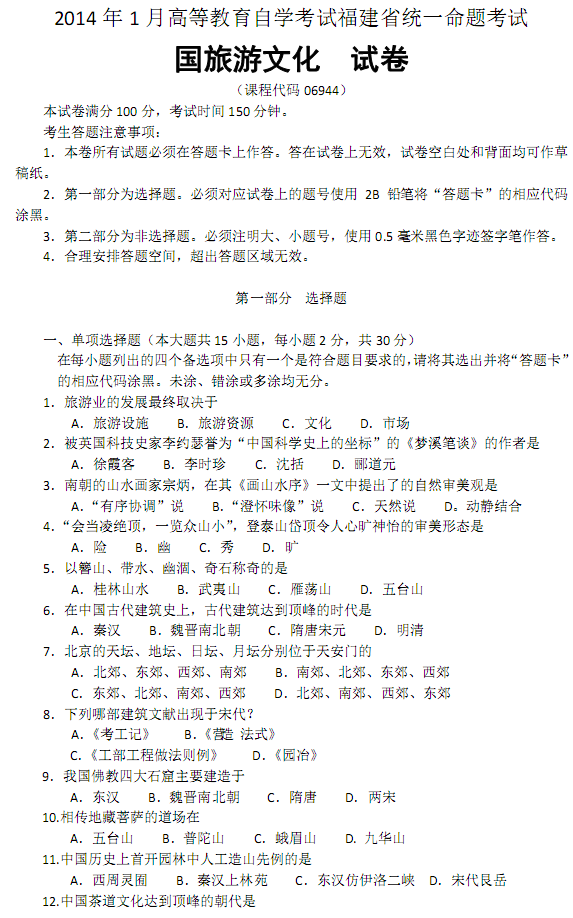 2014 年 1 月高等教育自学考试福建省统一命题考试
国旅游文化 试卷
（课程代码 06944）
本试卷满分 100 分，考试时间 150 分钟。
考生答题注意事项：
1．本卷所有试题必须在答题卡上作答。答在试卷上无效，试卷空白处和背面均可作草
稿纸。
2．第一部分为选择题。必须对应试卷上的题号使用 2B 铅笔将“答题卡”的相应代码
涂黑。
3．第二部分为非选择题。必须注明大、小题号，使用 0.5 毫米黑色字迹签字笔作答。
4．合理安排答题空间，超出答题区域无效。
第一部分 选择题
一、单项选择题（本大题共 15 小题，每小题 2 分，共 30 分）
在每小题列出的四个备选项中只有一个是符合题目要求的，请将其选出并将“答题卡”
的相应代码涂黑。未涂、错涂或多涂均无分。
1．旅游业的发展最终取决于
A．旅游设施 B．旅游资源 C．文化 D．市场
2．被英国科技史家李约瑟誉为“中国科学史上的坐标”的《梦溪笔谈》的作者是
A．徐霞客 B．李时珍 C．沈括 D．郦道元
3．南朝的山水画家宗炳，在其《画山水序》一文中提出了的自然审美观是
A．“有序协调”说 B．“澄怀味像”说 C．天然说 D。动静结合
4．“会当凌绝顶，一览众山小”，登泰山岱顶令人心旷神怡的审美形态是
A．险 B．幽 C．秀 D．旷
5．以簪山、带水、幽洞、奇石称奇的是
A．桂林山水 B．武夷山 C．雁荡山 D．五台山
6．在中国古代建筑史上，古代建筑达到顶峰的时代是
A．秦汉 B．魏晋南北朝 C．隋唐宋元 D．明清
7．北京的天坛、地坛、日坛、月坛分别位于天安门的
A．北郊、东郊、西郊、南郊 B．南郊、北郊、东郊、西郊
C．东郊、北郊、南郊、西郊 D．北郊、南郊、西郊、东郊
8．下列哪部建筑文献出现于宋代？
A．《考工记》 B．《营造 法式》
C．《工部工程做法则例》 D．《园冶》
9．我国佛教四大石窟主要建造于
A．东汉 B．魏晋南北朝 C．隋唐 D．两宋
10.相传地藏菩萨的道场在
A．五台山 B．普陀山 C．峨眉山 D．九华山
11.中国历史上首开园林中人工造山先例的是
A．西周灵囿 B．秦汉上林苑 C．东汉仿伊洛二峡 D．宋代艮岳
12.中国茶道文化达到顶峰的朝代是